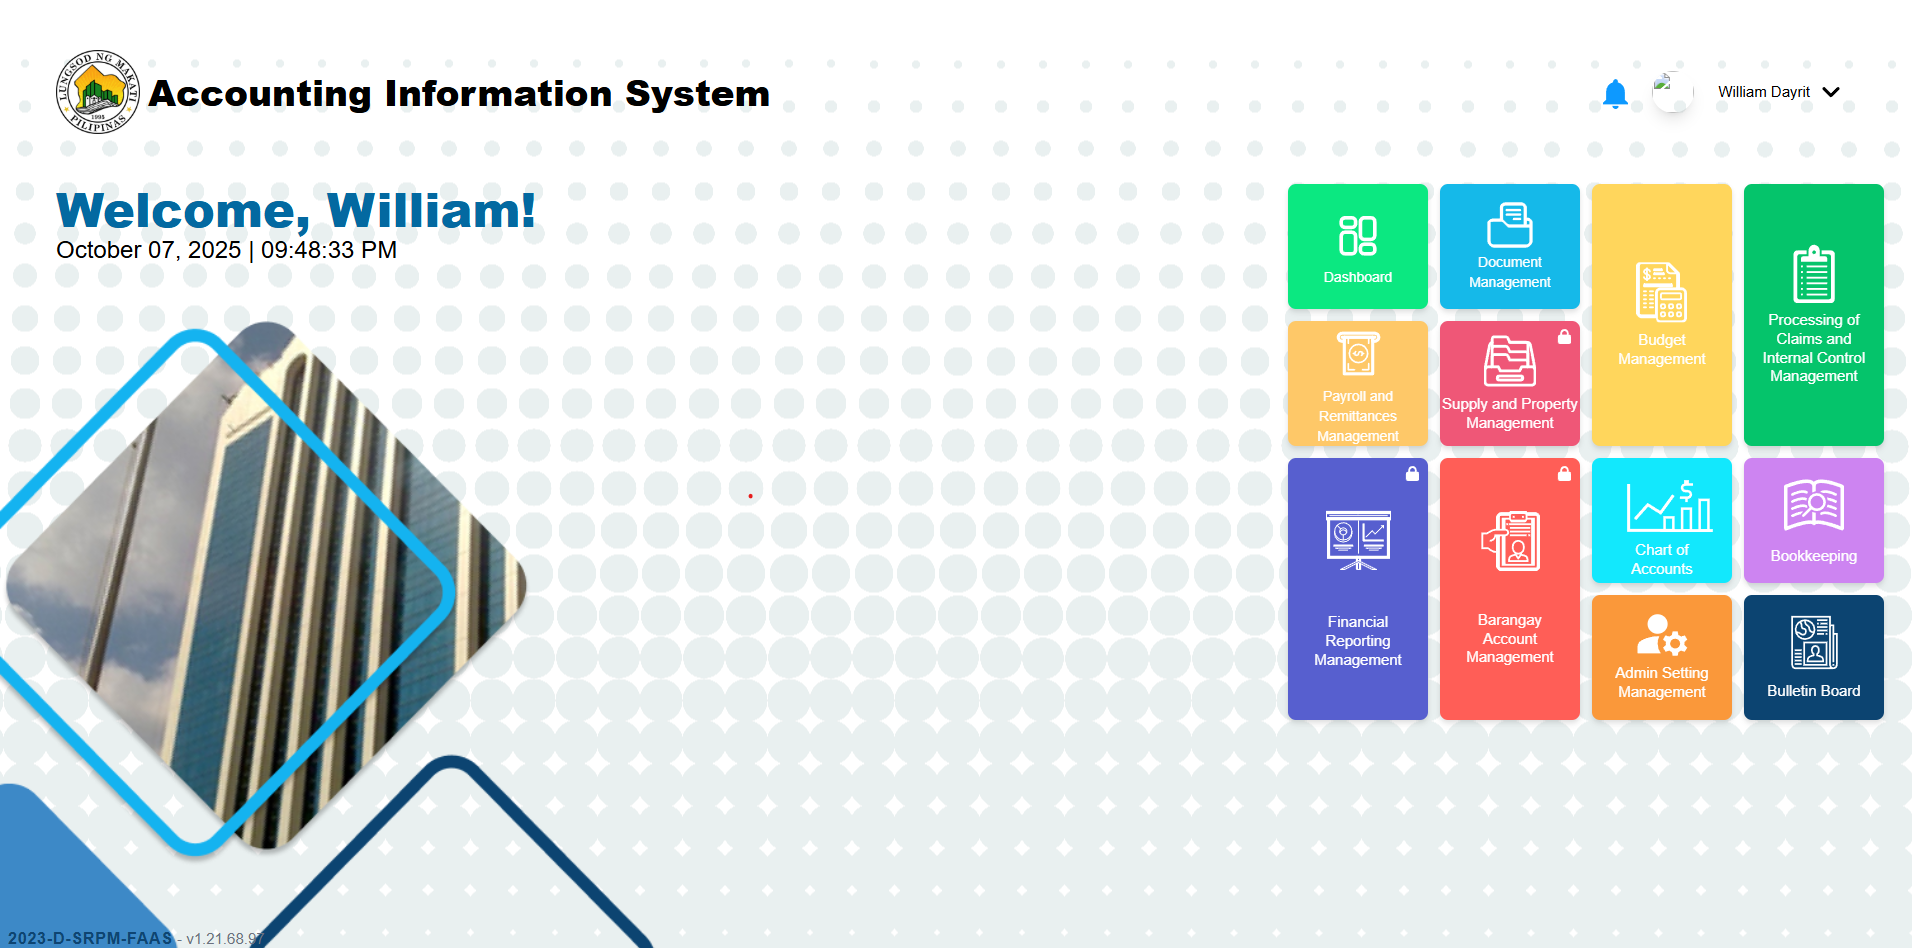 LUNGSOD NG MAKATI
1995
PILIPINAS
Accounting Information System
William Dayrit
Welcome, William!
October 07, 2025 | 09:48:33 PM
Dashboard
Document
Management
Budget
Management
Processing of
Claims and
Internal Control
Management
Payroll and
Remittances
Management
Supply and Property
Management
Financial
Reporting
Management
Barangay
Account
Management
Chart of
Accounts
Bookkeeping
Admin Setting
Management
Bulletin Board
2023-D-SRPM-FAAS - v1.21.68.97